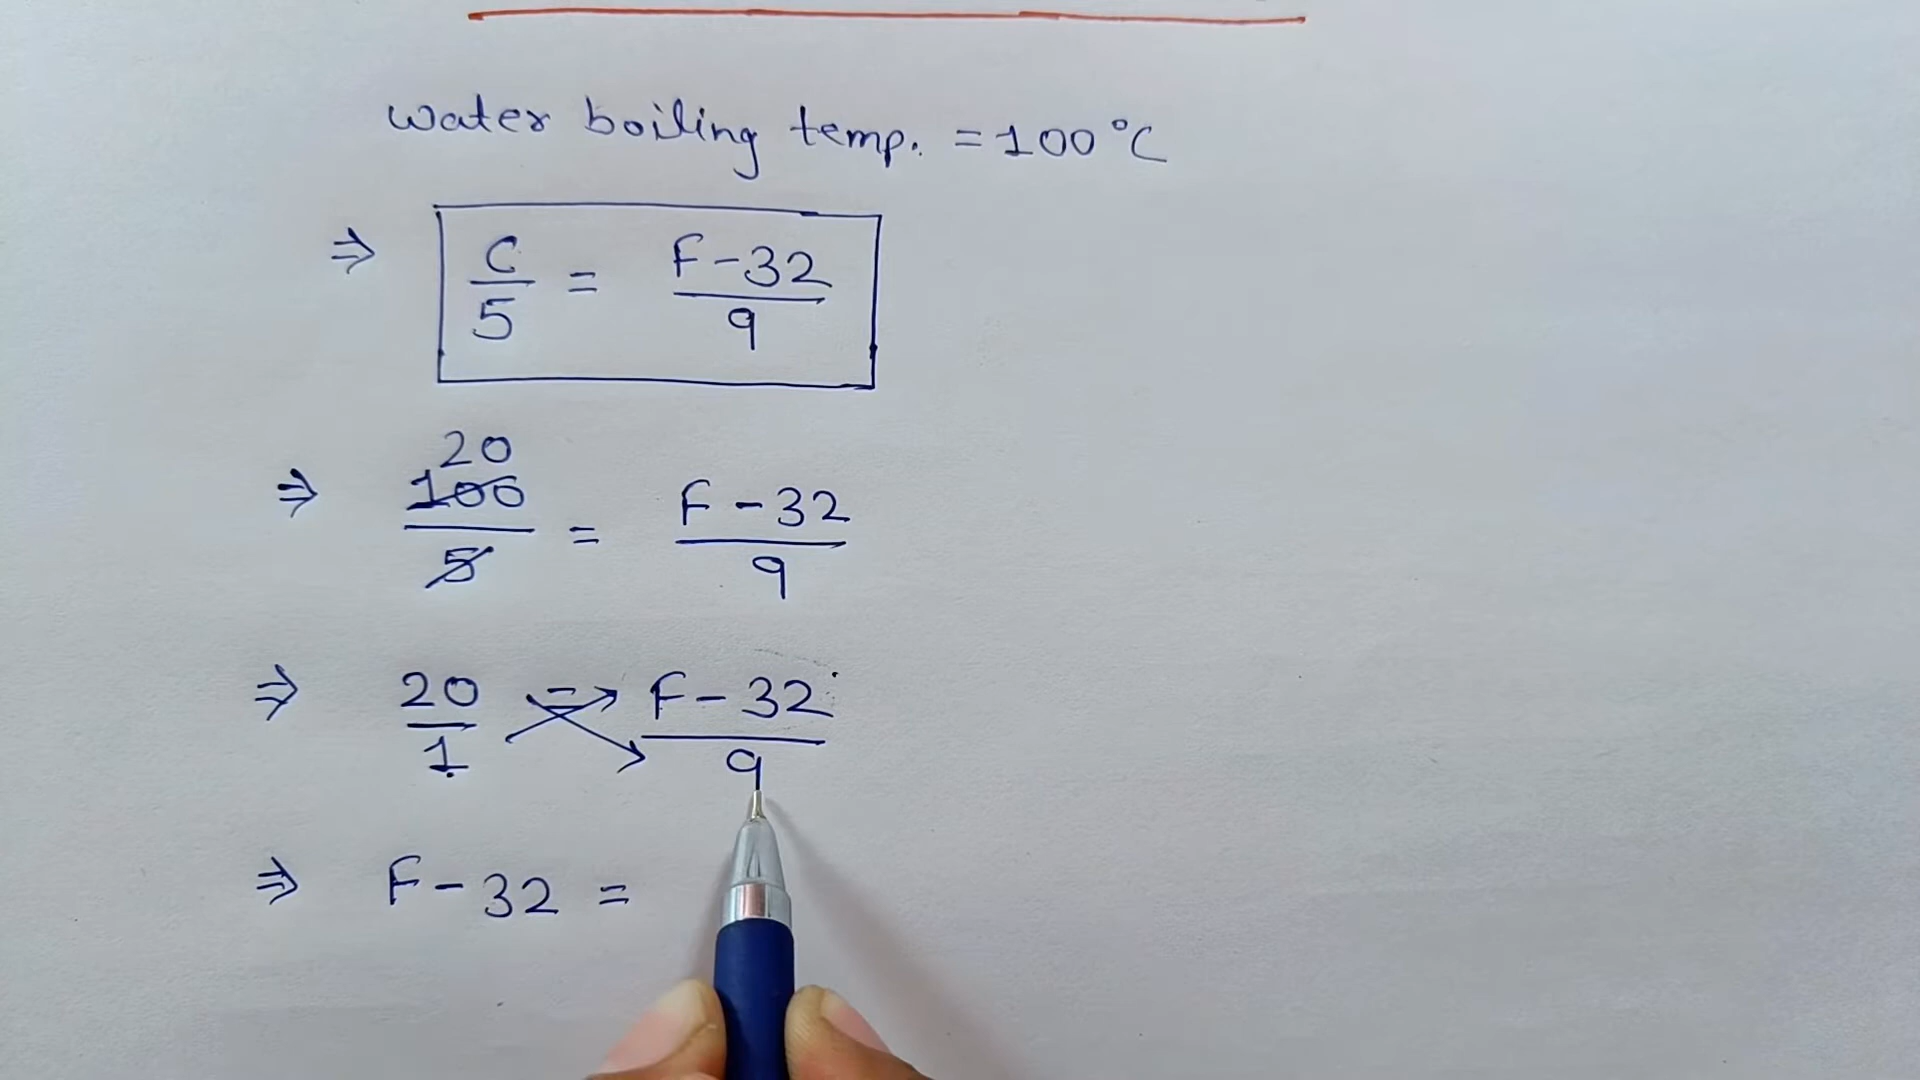 water boiling temp. = 100°C
⇒ C/5 = F-32/9
20
⇒ 100/5 = F-32/9
⇒ 20/1 = F-32/9
⇒ F-32 =